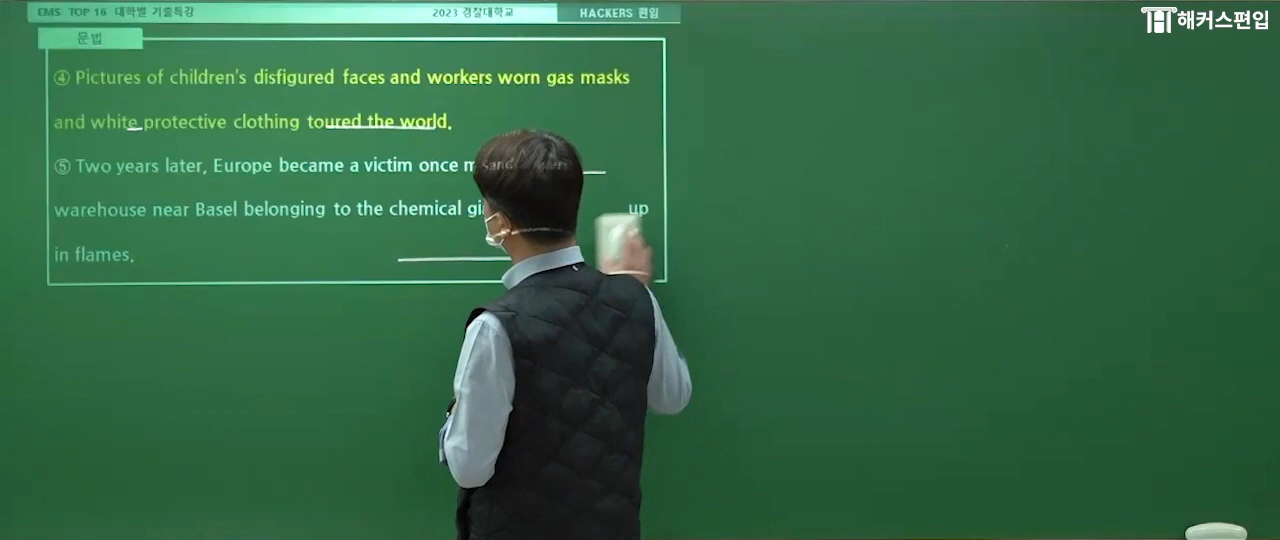 EMS TOP 16 대학별 기출특강
2023 경찰대학교
HACKERS 편입
해커스편입
문법
④ Pictures of children's disfigured faces and workers worn gas masks
and white protective clothing toured the world.
⑤ Two years later, Europe became a victim once
warehouse near Basel belonging to the chemical up
in flames.